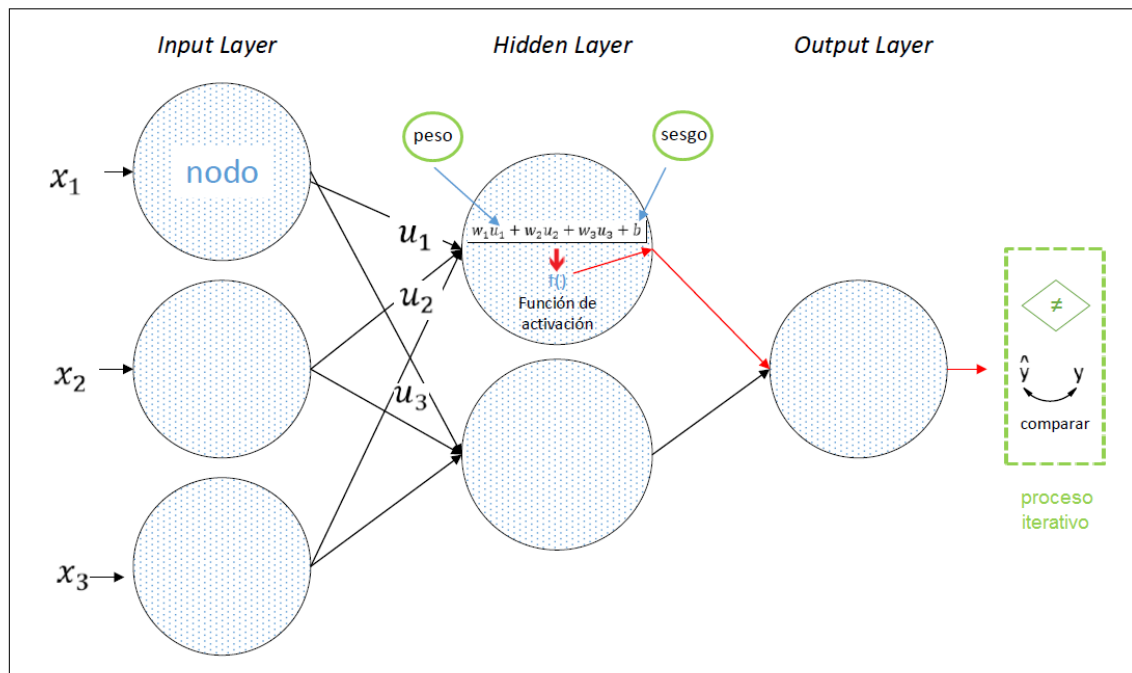 Input Layer
Hidden Layer
Output Layer
peso
sesgo
x₁
nodo
u₁
w₁u₁ + w₂u₂ + w₃u₃ + b
f()
Función de
activación
u₂
x₂
u₃
≠
ŷ y
comparar
proceso
iterativo
x₃